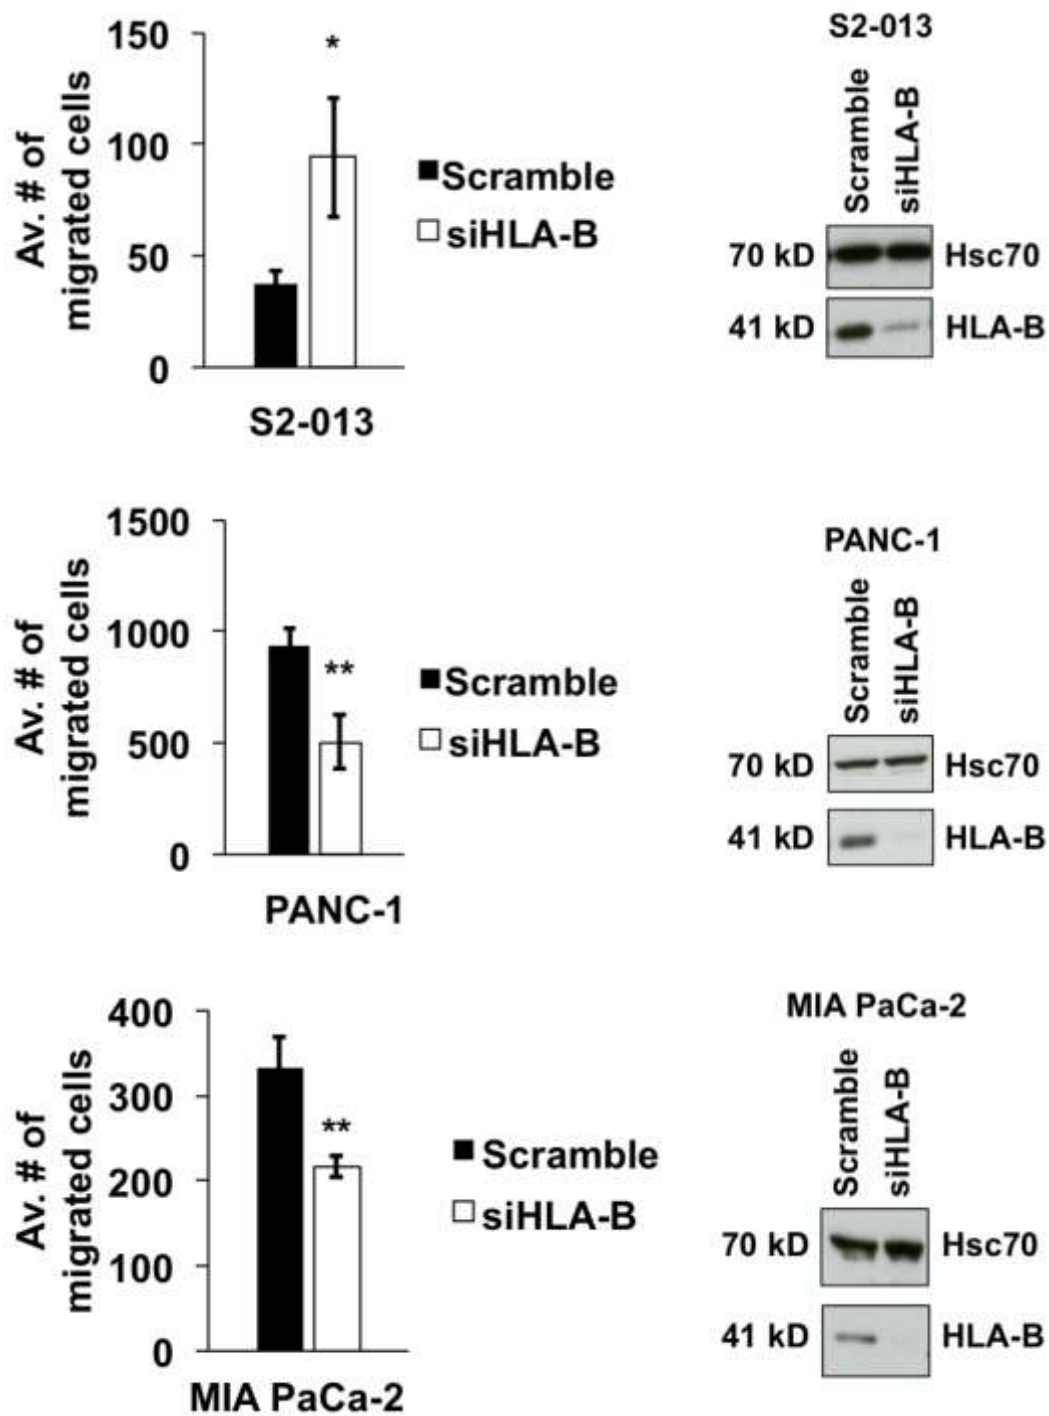 Av. # of
migrated cells
150
100
50
0
*
Scramble
siHLA-B
S2-013
S2-013
Scramble
siHLA-B
70 kD
Hsc70
41 kD
HLA-B
Av. # of
migrated cells
1500
1000
500
0
**
Scramble
siHLA-B
PANC-1
PANC-1
Scramble
siHLA-B
70 kD
Hsc70
41 kD
HLA-B
Av. # of
migrated cells
400
300
200
100
0
**
Scramble
siHLA-B
MIA PaCa-2
MIA PaCa-2
Scramble
siHLA-B
70 kD
Hsc70
41 kD
HLA-B